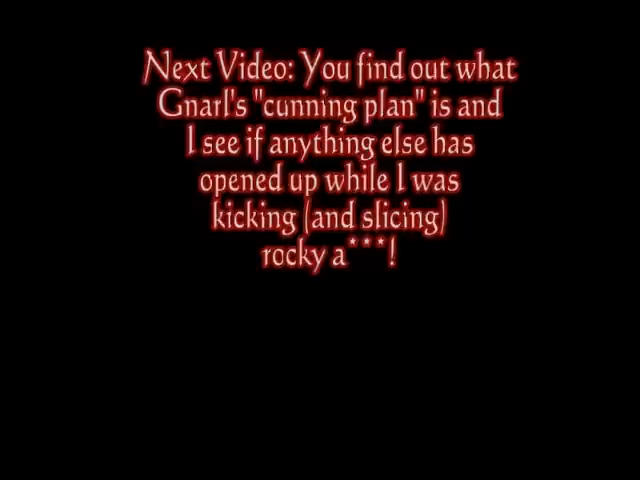 Next Video: You find out what
Gnarl's "cunning plan" is and
I see if anything else has
opened up while I was
kicking (and slicing)
rocky a***!